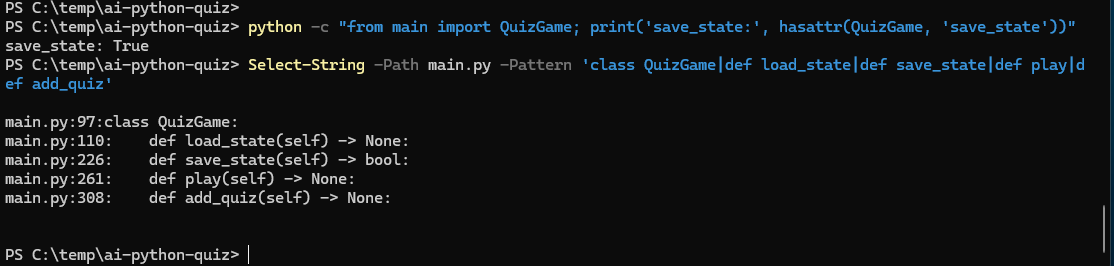 PS C:\temp\ai-python-quiz>
PS C:\temp\ai-python-quiz> python -c "from main import QuizGame; print('save_state:', hasattr(QuizGame, 'save_state'))"
save_state: True
PS C:\temp\ai-python-quiz> Select-String -Path main.py -Pattern 'class QuizGame|def load_state|def save_state|def play|d
ef add_quiz'
main.py:97:class QuizGame:
main.py:110:    def load_state(self) -> None:
main.py:226:    def save_state(self) -> bool:
main.py:261:    def play(self) -> None:
main.py:308:    def add_quiz(self) -> None:
PS C:\temp\ai-python-quiz>